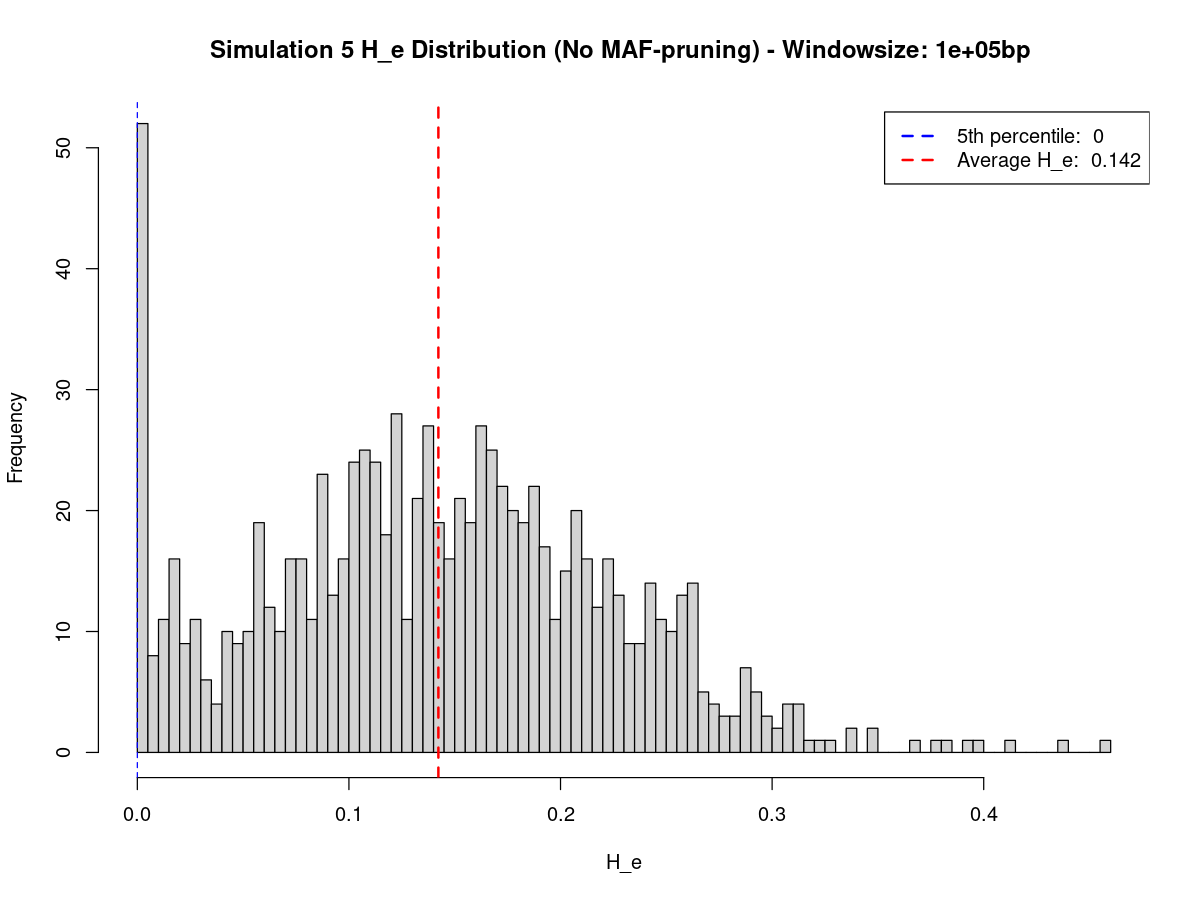 Simulation 5 H_e Distribution (No MAF-pruning) - Windowsize: 1e+05bp
5th percentile: 0
Average H_e: 0.142
Frequency
50
40
30
20
10
0
0.0 0.1 0.2 0.3 0.4
H_e